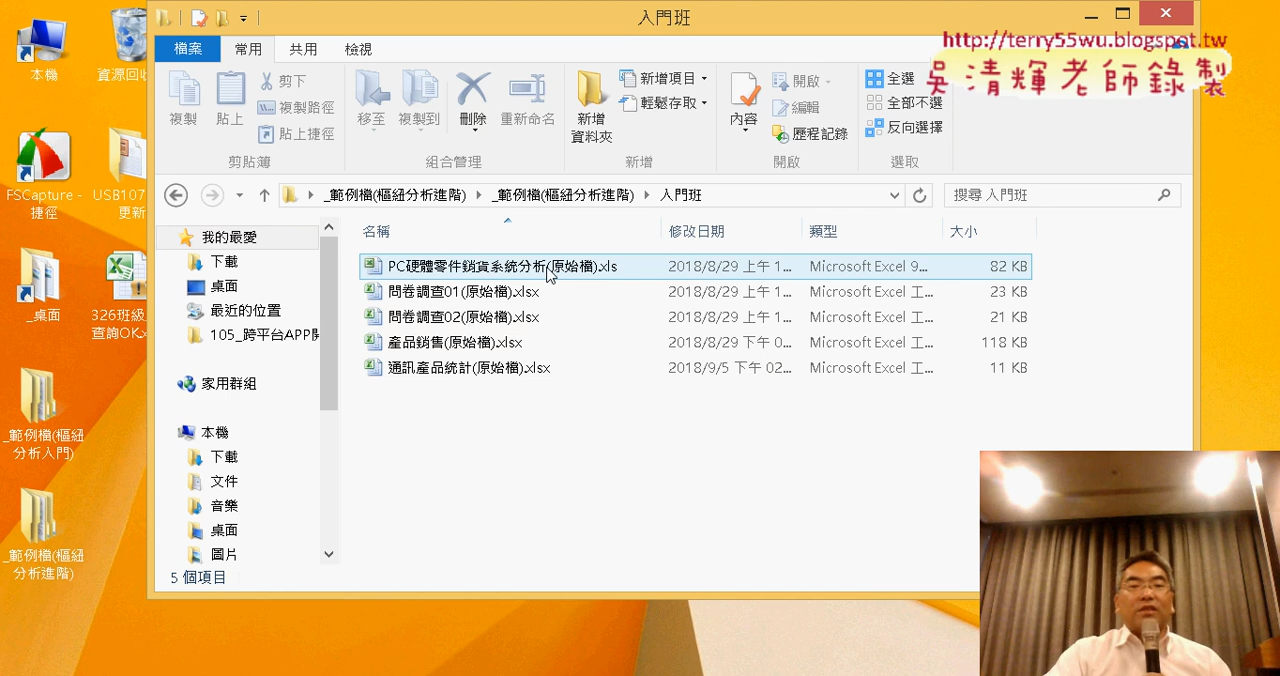 入門班
檔案
常用
共用
檢視
複製
貼上
剪下
複製路徑
貼上捷徑
剪貼簿
移至
複製到
刪除
重新命名
組合管理
新增
資料夾
新增項目
輕鬆存取
新增
內容
開啟
編輯
歷程記錄
開啟
全選
全部不選
反向選擇
選取
http://terry55wu.blogspot.tw
吳清輝老師錄製
_範例檔(樞紐分析進階)
_範例檔(樞紐分析進階)
入門班
搜尋 入門班
名稱 修改日期 類型 大小
PC硬體零件銷貨系統分析(原始檔).xls 2018/8/29 上午 1... Microsoft Excel 9... 82 KB
問卷調查01(原始檔).xlsx 2018/8/29 上午 1... Microsoft Excel 工... 23 KB
問卷調查02(原始檔).xlsx 2018/8/29 上午 1... Microsoft Excel 工... 21 KB
產品銷售(原始檔).xlsx 2018/8/29 下午 0... Microsoft Excel 工... 118 KB
通訊產品統計(原始檔).xlsx 2018/9/5 下午 02... Microsoft Excel 工... 11 KB
我的最愛
下載
桌面
最近的位置
105_跨平台APP開
家用群組
本機
下載
文件
音樂
桌面
圖片
5 個項目
本機
資源回收
FSCapture -
捷徑
USB107
更新
_桌面
326班級
查詢OK.x
_範例檔(樞紐
分析入門)
_範例檔(樞紐
分析進階)